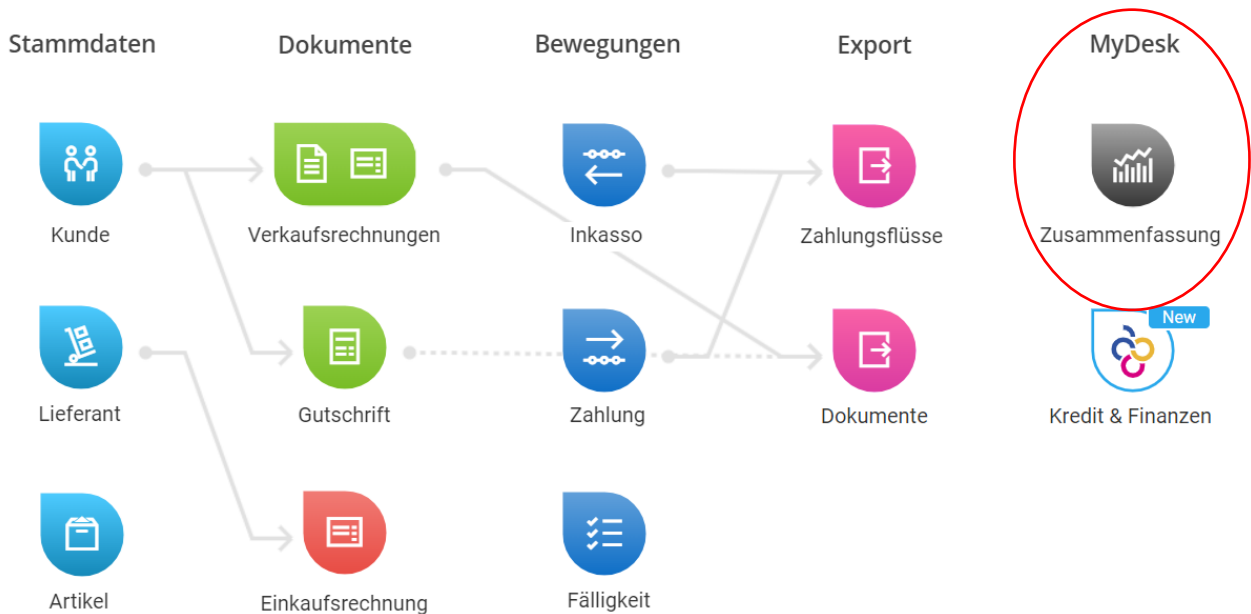 Stammdaten
Dokumente
Bewegungen
Export
MyDesk
Kunde
Verkaufsrechnungen
Inkasso
Zahlungsflüsse
Zusammenfassung
New
Lieferant
Gutschrift
Zahlung
Dokumente
Kredit & Finanzen
Artikel
Einkaufsrechnung
Fälligkeit